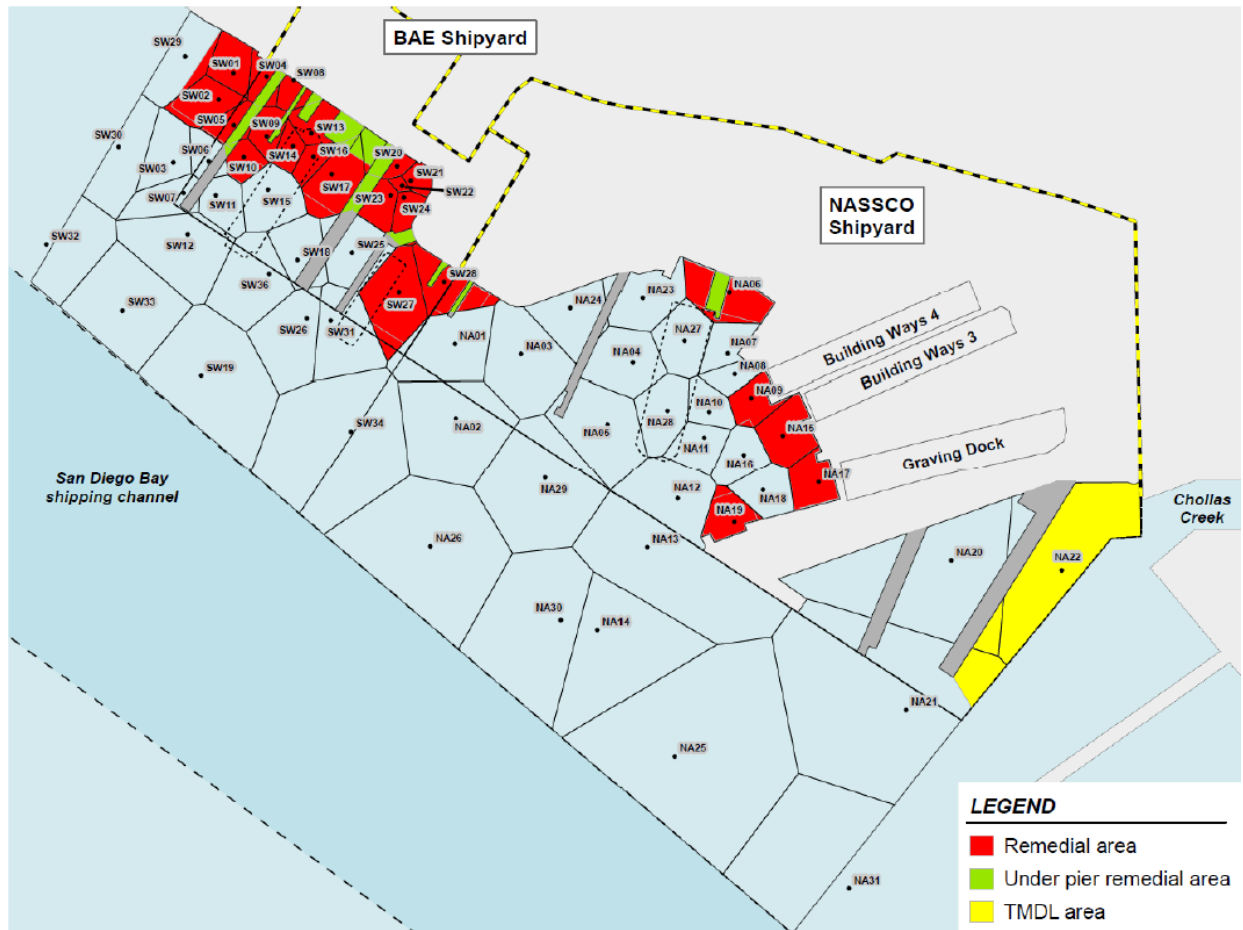 BAE Shipyard
SW29
SW01
SW04
SW08
SW02
SW05
SW09
SW13
SW30
SW06
SW03
SW10
SW14
SW16
SW20
SW21
SW17
SW22
SW07
SW11
SW15
SW23
SW24
NASSCO
Shipyard
SW32
SW12
SW18
SW25
SW36
SW28
NA06
SW33
SW27
NA24
NA23
SW26
SW31
NA01
NA03
NA27
NA07
Building Ways 4
NA04
NA08
Building Ways 3
SW19
NA09
SW34
NA02
NA05
NA28
NA10
NA15
NA11
NA16
Graving Dock
San Diego Bay
shipping channel
NA29
NA12
NA18
NA17
Chollas
Creek
NA19
NA26
NA13
NA20
NA22
NA30
NA14
NA21
NA25
NA31
LEGEND
Remedial area
Under pier remedial area
TMDL area